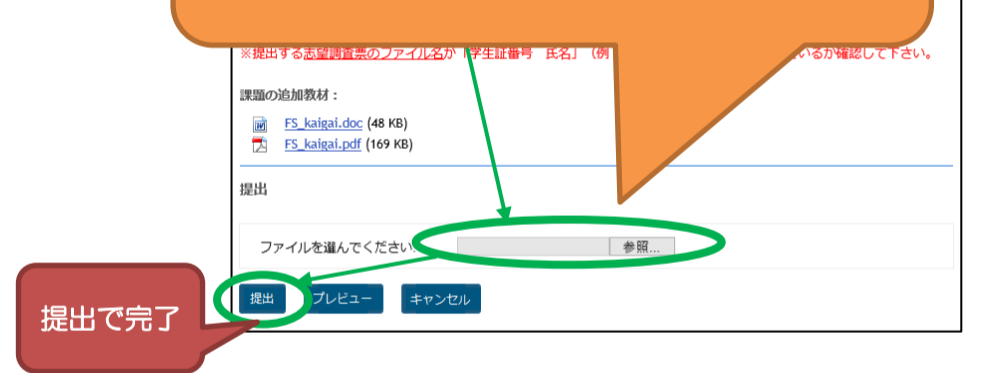 ※提出する志望調査票のファイル名が「学生証番号　氏名」（例
いるか確認して下さい。
課題の追加教材：
FS_kaigai.doc (48 KB)
FS_kaigai.pdf (169 KB)
提出
ファイルを選んでください
参照...
提出
プレビュー
キャンセル
提出で完了